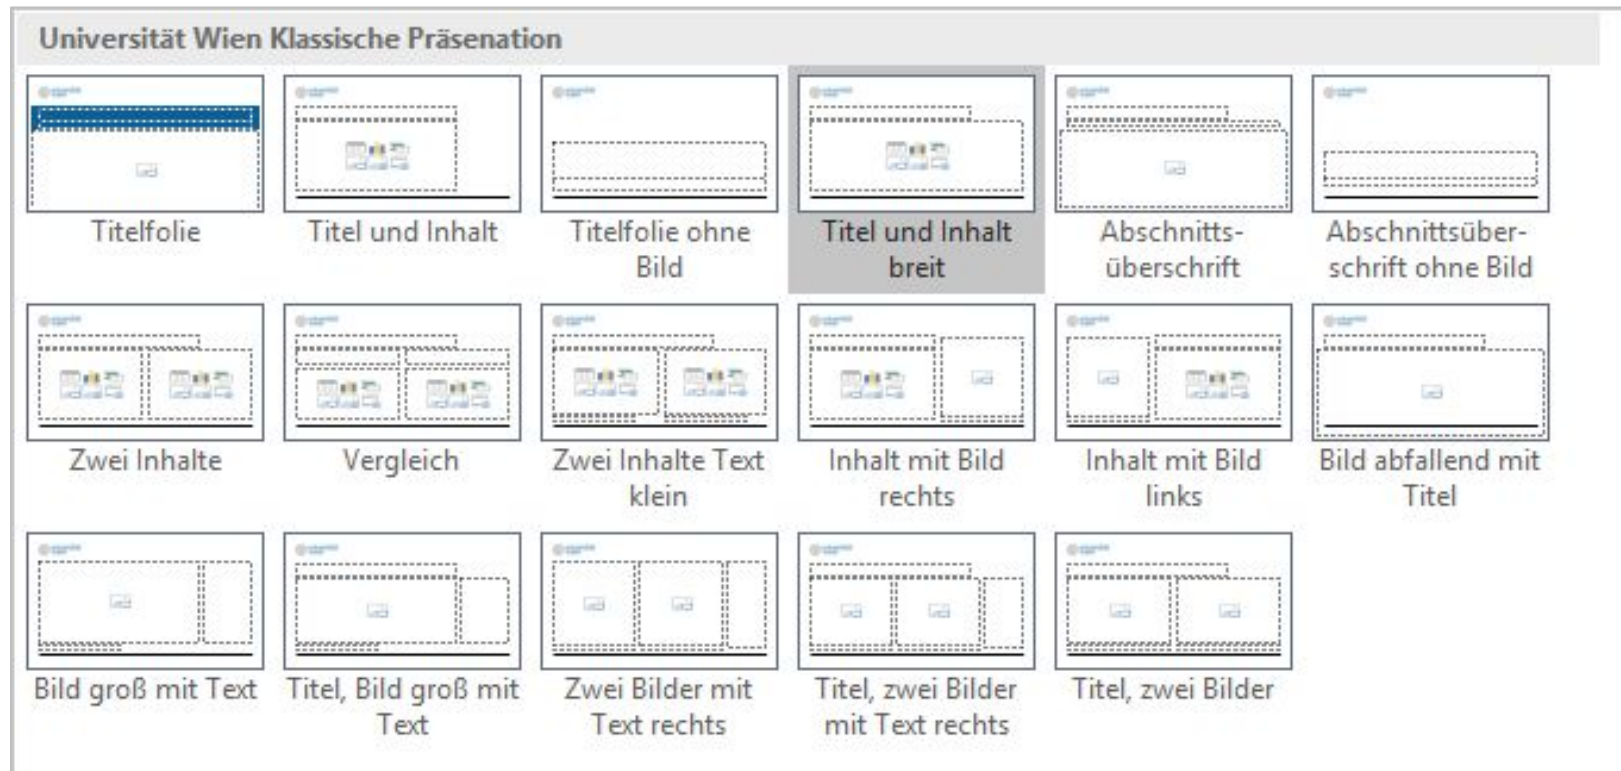 Universität Wien Klassische Präsenation
Titelfolie
Titel und Inhalt
Titelfolie ohne
Bild
Titel und Inhalt
breit
Abschnitts-
überschrift
Abschnittsüber-
schrift ohne Bild
Zwei Inhalte
Vergleich
Zwei Inhalte Text
klein
Inhalt mit Bild
rechts
Inhalt mit Bild
links
Bild abfallend mit
Titel
Bild groß mit Text
Titel, Bild groß mit
Text
Zwei Bilder mit
Text rechts
Titel, zwei Bilder
mit Text rechts
Titel, zwei Bilder